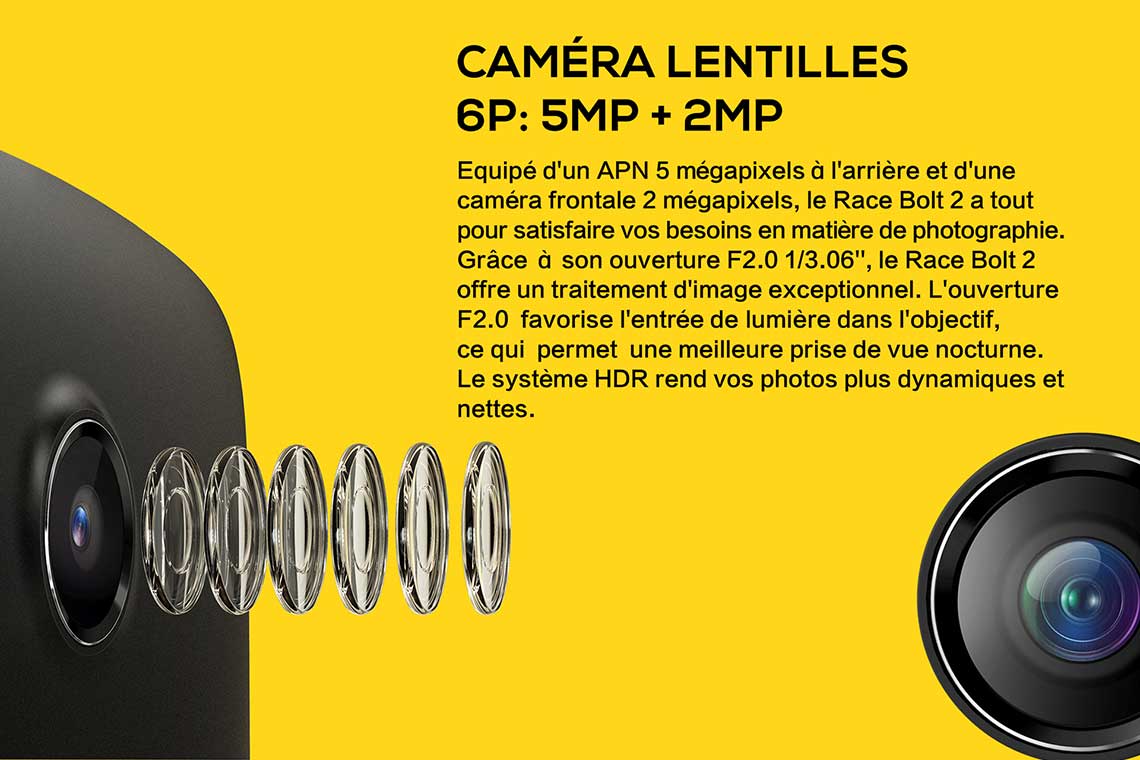 CAMÉRA LENTILLES
6P: 5MP + 2MP
Equipé d'un APN 5 mégapixels à l'arrière et d'une
caméra frontale 2 mégapixels, le Race Bolt 2 a tout
pour satisfaire vos besoins en matière de photographie.
Grâce à son ouverture F2.0 1/3.06", le Race Bolt 2
offre un traitement d'image exceptionnel. L'ouverture
F2.0 favorise l'entrée de lumière dans l'objectif,
ce qui permet une meilleure prise de vue nocturne.
Le système HDR rend vos photos plus dynamiques et
nettes.